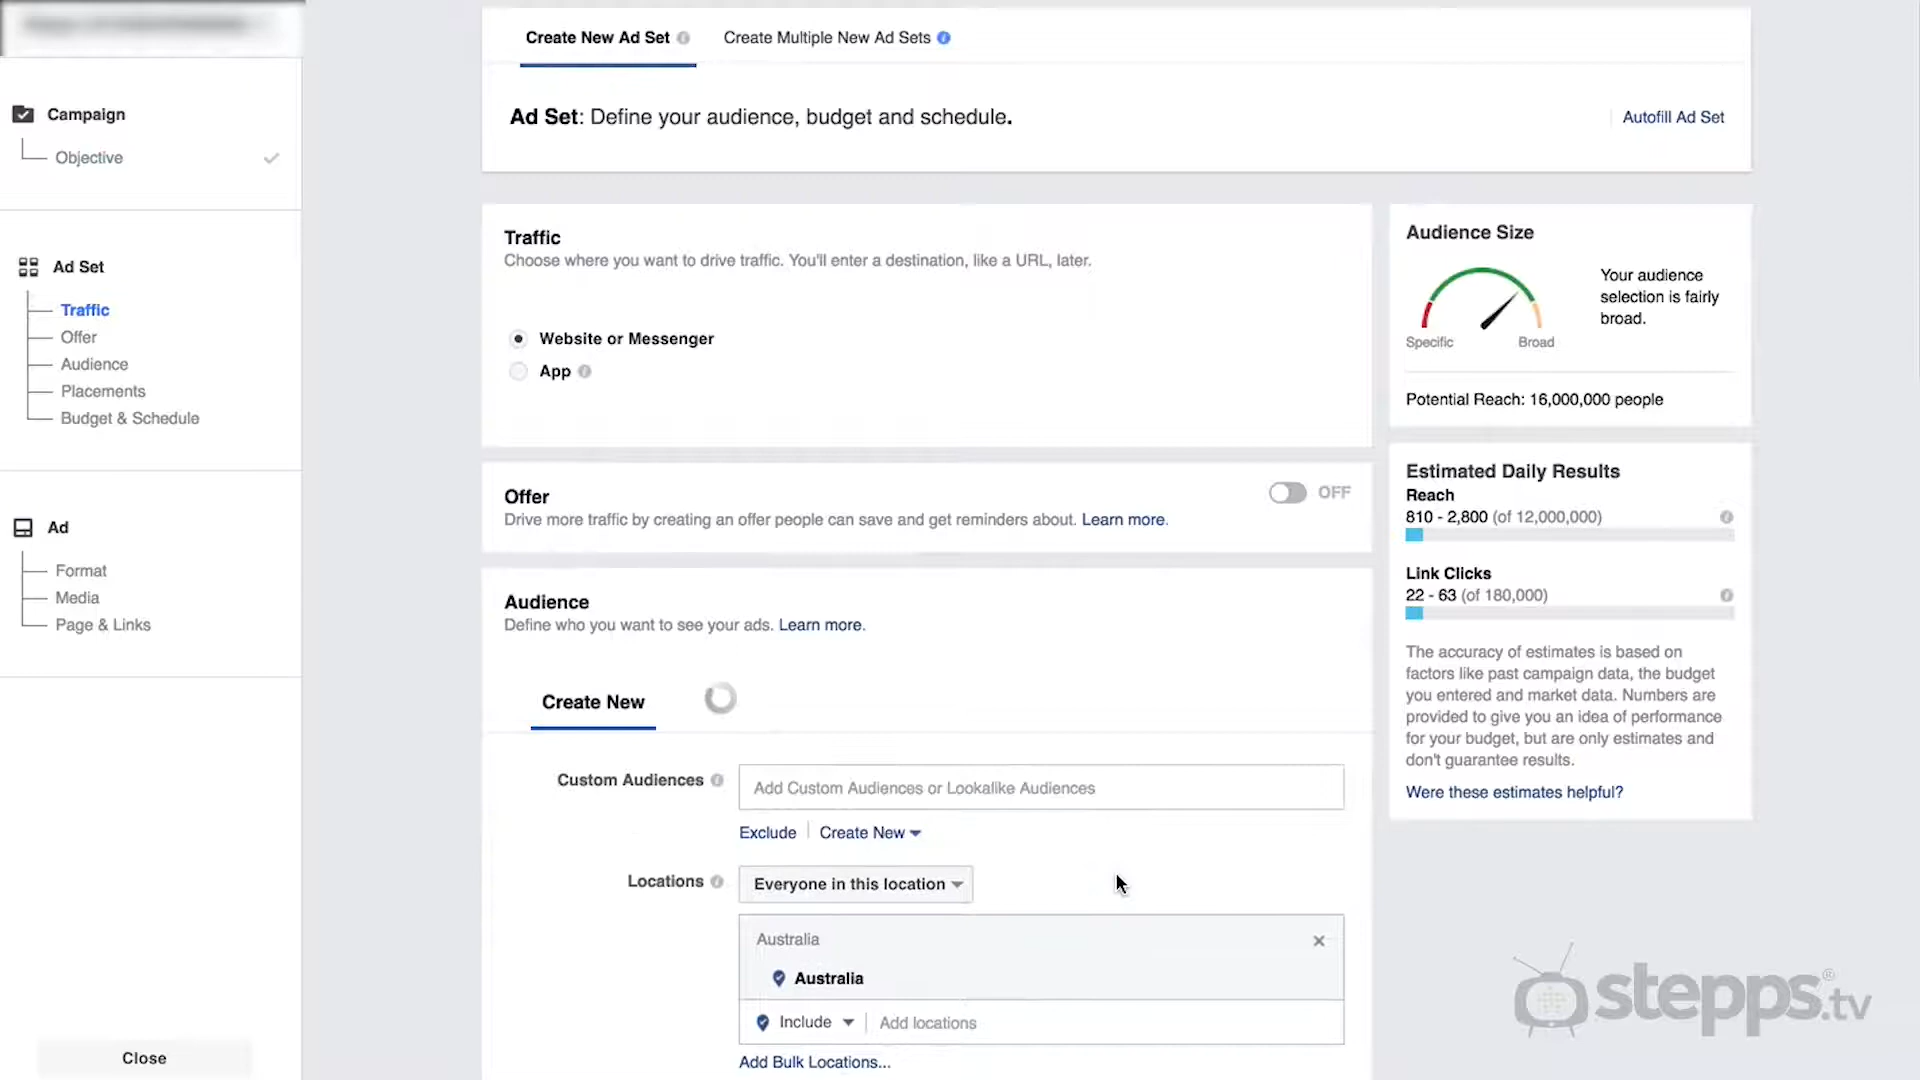 Create New Ad Set
Create Multiple New Ad Sets
Ad Set: Define your audience, budget and schedule.
Autofill Ad Set
Campaign
Objective
Ad Set
Traffic
Offer
Audience
Placements
Budget & Schedule
Ad
Format
Media
Page & Links
Close
Traffic
Choose where you want to drive traffic. You'll enter a destination, like a URL, later.
Website or Messenger
App
Offer
OFF
Drive more traffic by creating an offer people can save and get reminders about. Learn more.
Audience
Define who you want to see your ads. Learn more.
Create New
Custom Audiences
Add Custom Audiences or Lookalike Audiences
Exclude
Create New
Locations
Everyone in this location
Australia
Australia
Include
Add locations
Add Bulk Locations...
Audience Size
Your audience
selection is fairly
broad.
Specific
Broad
Potential Reach: 16,000,000 people
Estimated Daily Results
Reach
810 - 2,800 (of 12,000,000)
Link Clicks
22 - 63 (of 180,000)
The accuracy of estimates is based on
factors like past campaign data, the budget
you entered and market data. Numbers are
provided to give you an idea of performance
for your budget, but are only estimates and
don't guarantee results.
Were these estimates helpful?
stepps®.tv